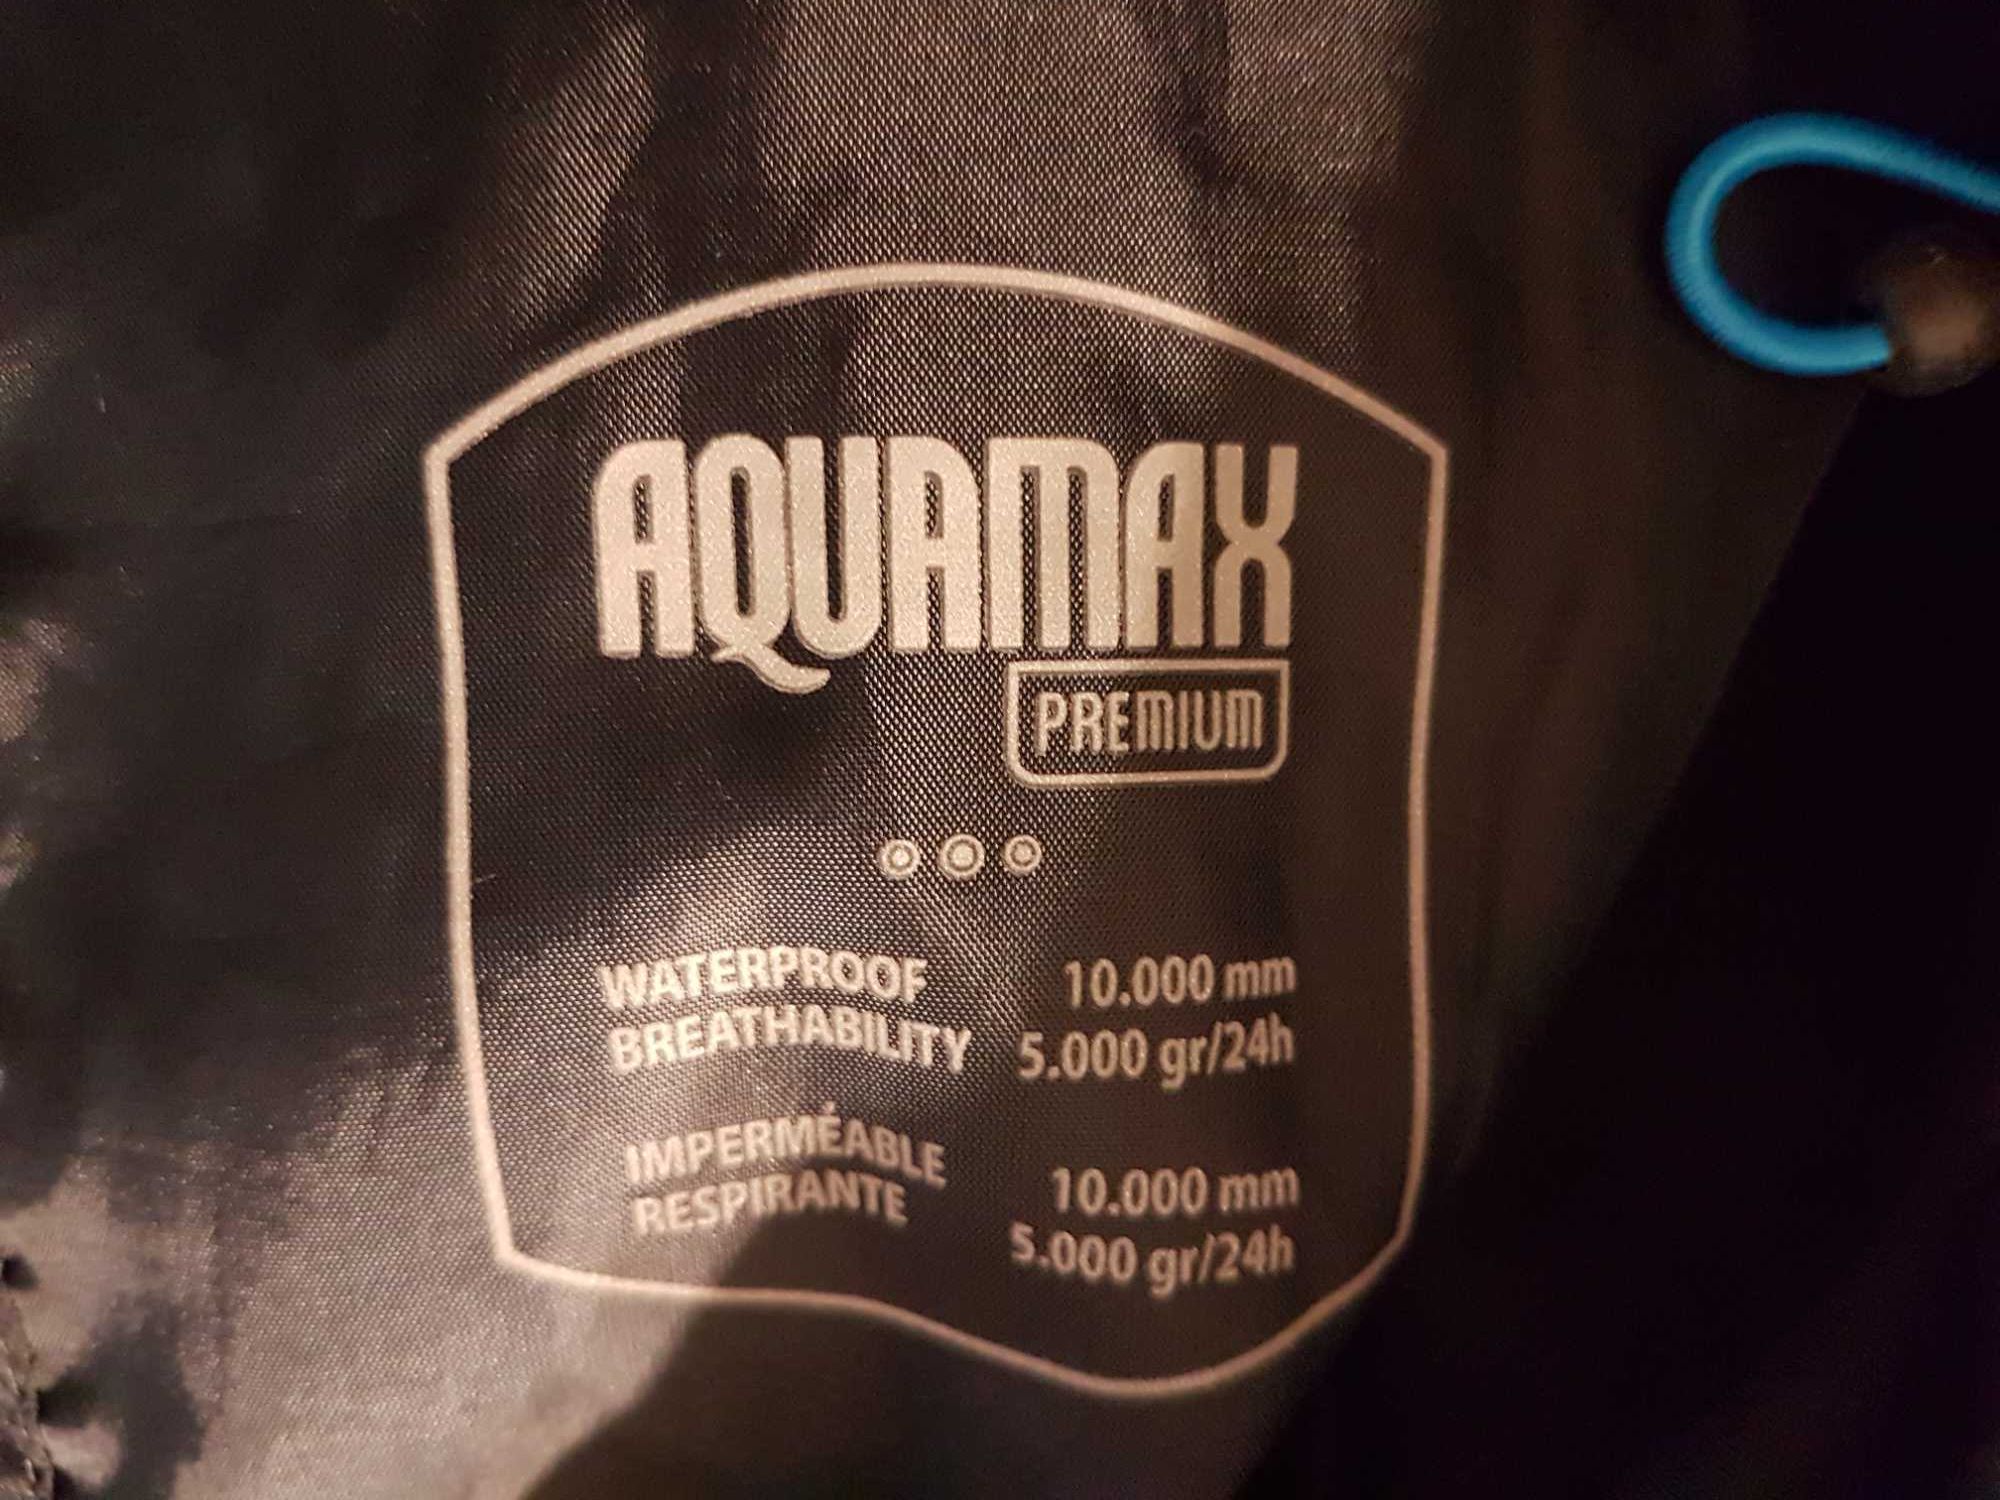 AQUAMAX
PREMIUM
WATERPROOF 10.000 mm
BREATHABILITY 5.000 gr/24h
IMPERMÉABLE 10.000 mm
RESPIRANTE 5.000 gr/24h